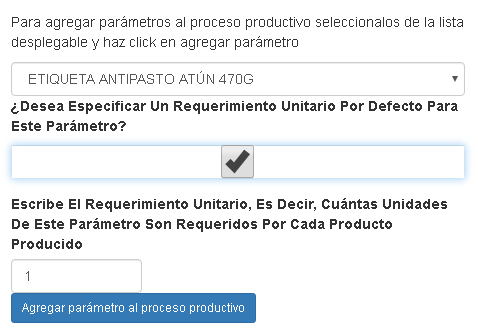 Para agregar parámetros al proceso productivo seleccionalos de la lista
desplegable y haz click en agregar parámetro
ETIQUETA ANTIPASTO ATÚN 470G
¿Desea Especificar Un Requerimiento Unitario Por Defecto Para
Este Parámetro?
Escribe El Requerimiento Unitario, Es Decir, Cuántas Unidades
De Este Parámetro Son Requeridos Por Cada Producto
Producido
1
Agregar parámetro al proceso productivo